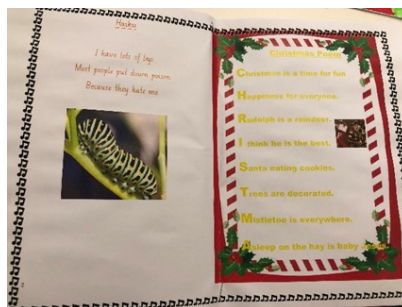 Haiku
I have lots of legs
Most people put down poison
Because they hate me
Christmas Poem
Christmas is a time for fun
Happiness for everyone.
Rudolph is a reindeer.
I think he is the best.
Santa eating cookies.
Trees are decorated.
Mistletoe is everywhere.
Asleep on the hay is baby